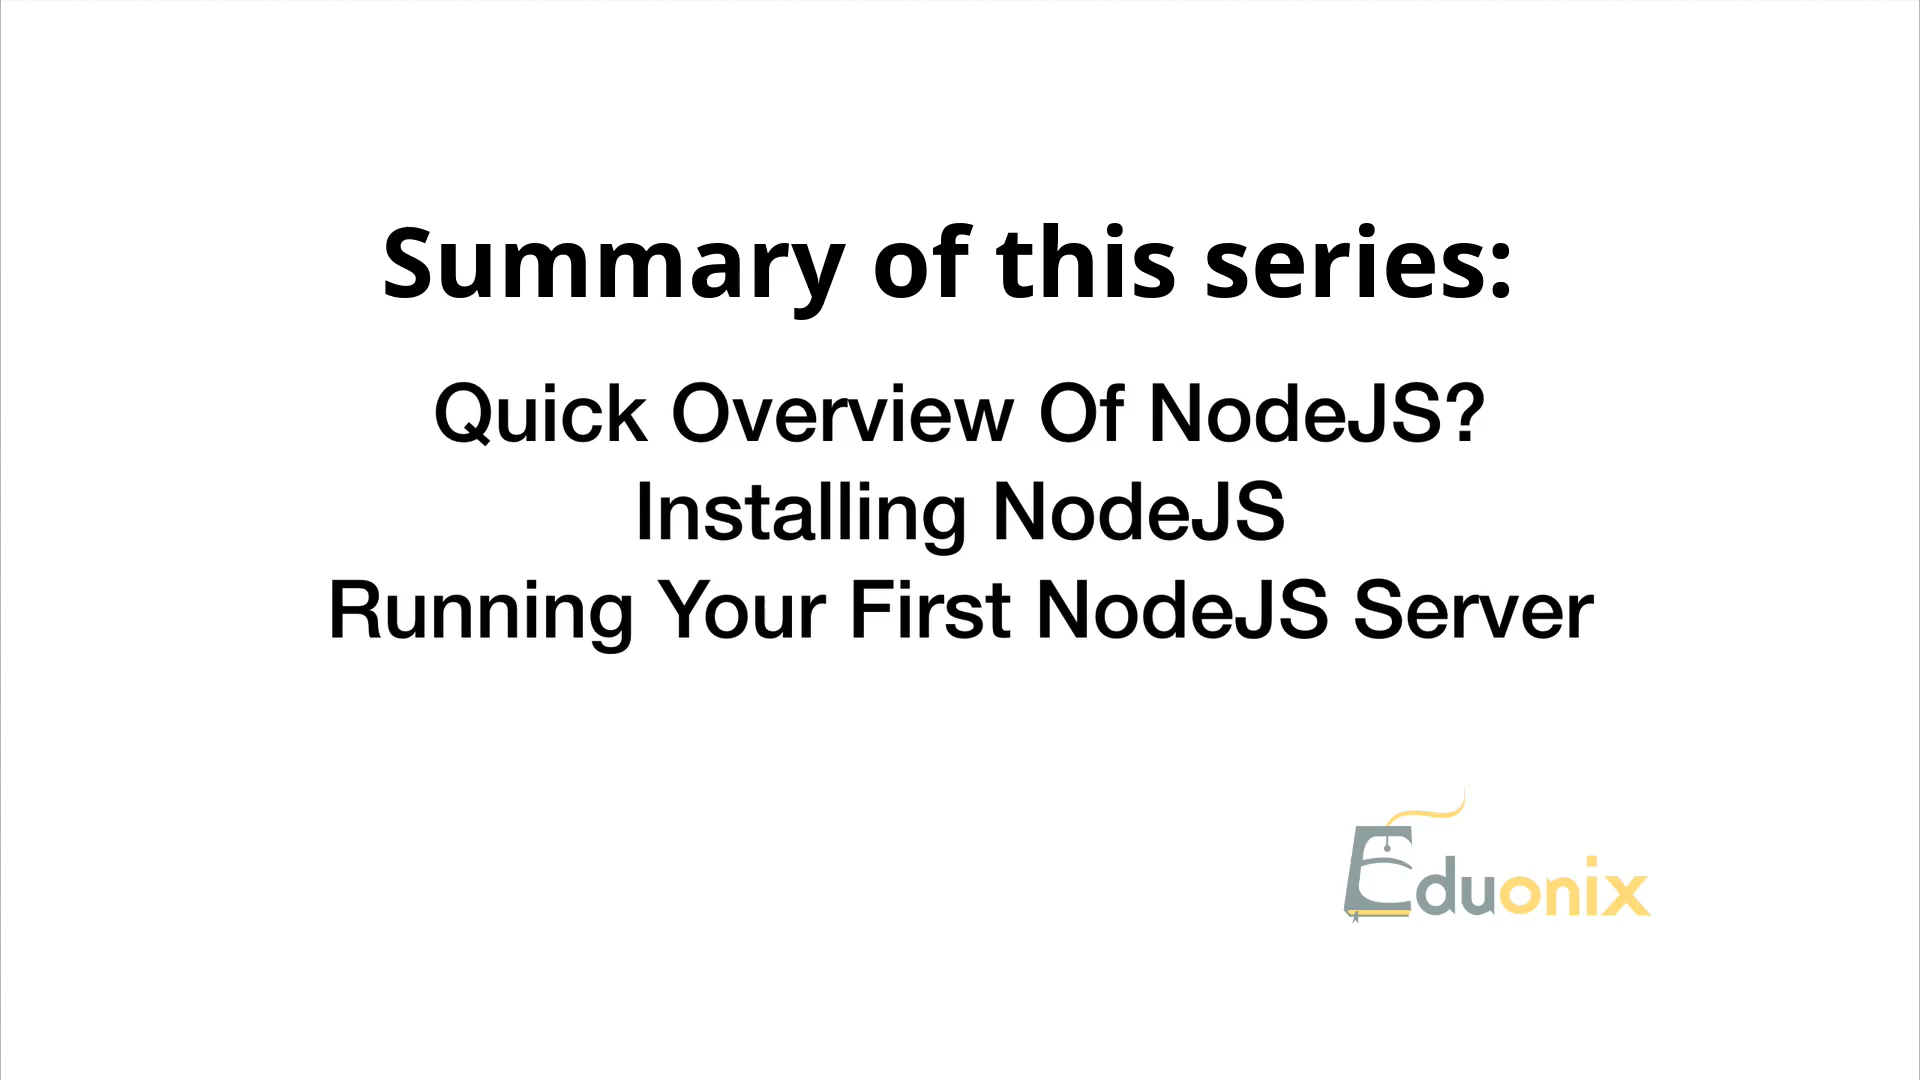 Summary of this series:
Quick Overview Of NodeJS?
Installing NodeJS
Running Your First NodeJS Server
Eduonix